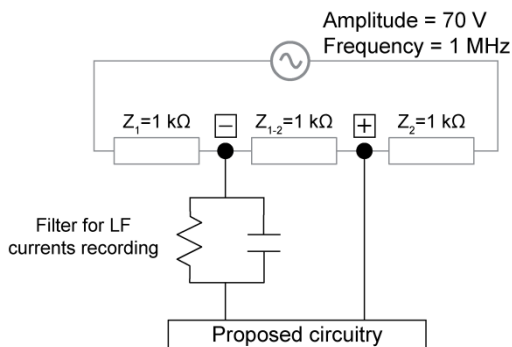 Amplitude = 70 V
Frequency = 1 MHz
Z₁=1 kΩ
−
Z₁₋₂=1 kΩ
+
Z₂=1 kΩ
Filter for LF
currents recording
Proposed circuitry